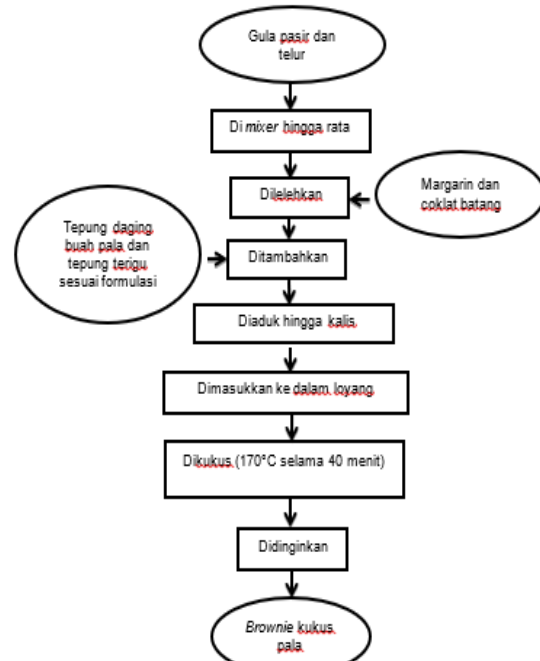 Gula pasir dan
telur
Di mixer hingga rata
Dilelehkan
Margarin dan
coklat batang
Tepung daging
buah pala dan
tepung terigu
sesuai formulasi
Ditambahkan
Diaduk hingga kalis
Dimasukkan ke dalam loyang
Dikukus (170°C selama 40 menit)
Didinginkan
Brownie kukus
pala